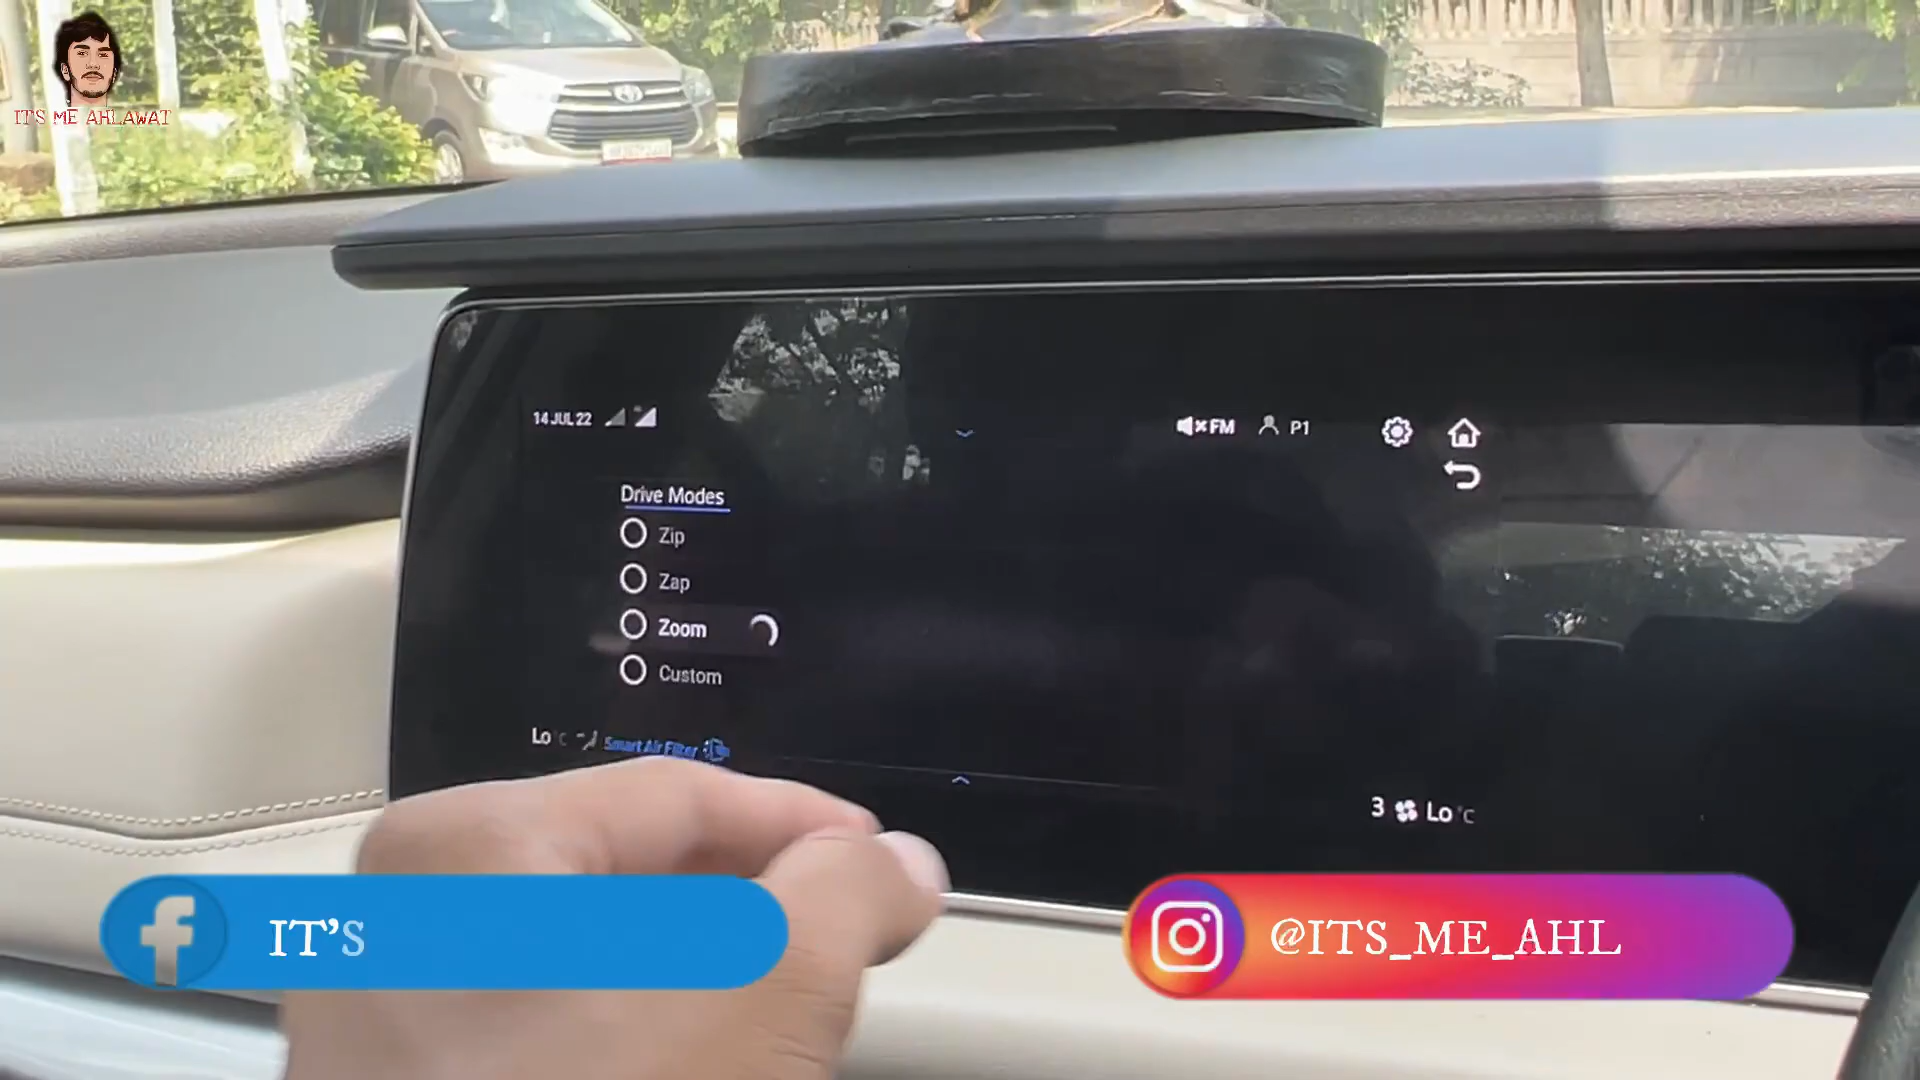 ITS ME AHLAWAT
14 JUL 22
FM
P1
Drive Modes
Zip
Zap
Zoom
Custom
Lo°c
Smart Air Filter
3
Lo°c
IT'S
@ITS_ME_AHL